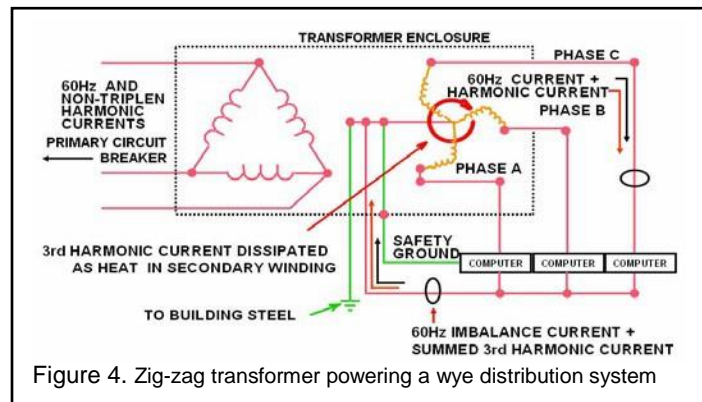 TRANSFORMER ENCLOSURE
PHASE C
60Hz CURRENT +
HARMONIC CURRENT
PHASE B
60Hz AND
NON-TRIPLEN
HARMONIC
CURRENTS
PRIMARY CIRCUIT
BREAKER
PHASE A
3rd HARMONIC CURRENT DISSIPATED
AS HEAT IN SECONDARY WINDING
SAFETY
GROUND
COMPUTER
COMPUTER
COMPUTER
TO BUILDING STEEL
60Hz IMBALANCE CURRENT +
SUMMED 3rd HARMONIC CURRENT
Figure 4. Zig-zag transformer powering a wye distribution system